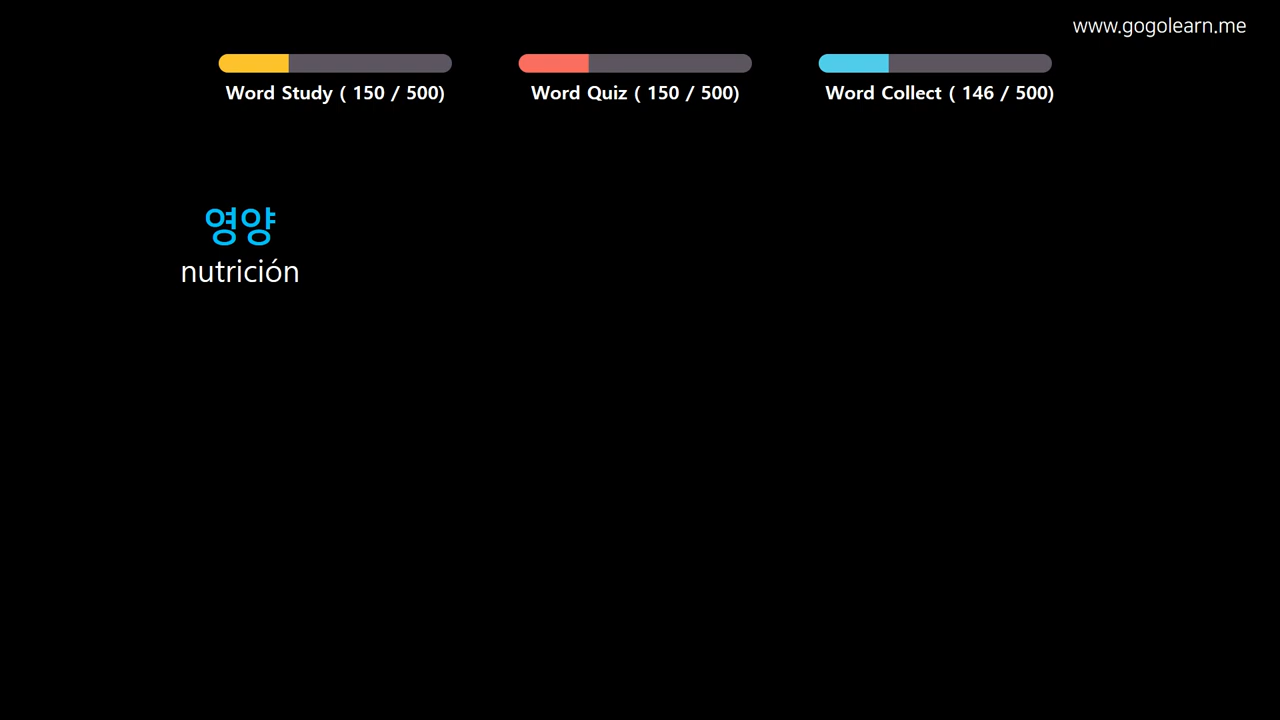 www.gogolearn.me
Word Study ( 150 / 500)
Word Quiz ( 150 / 500)
Word Collect ( 146 / 500)
영양
nutrición